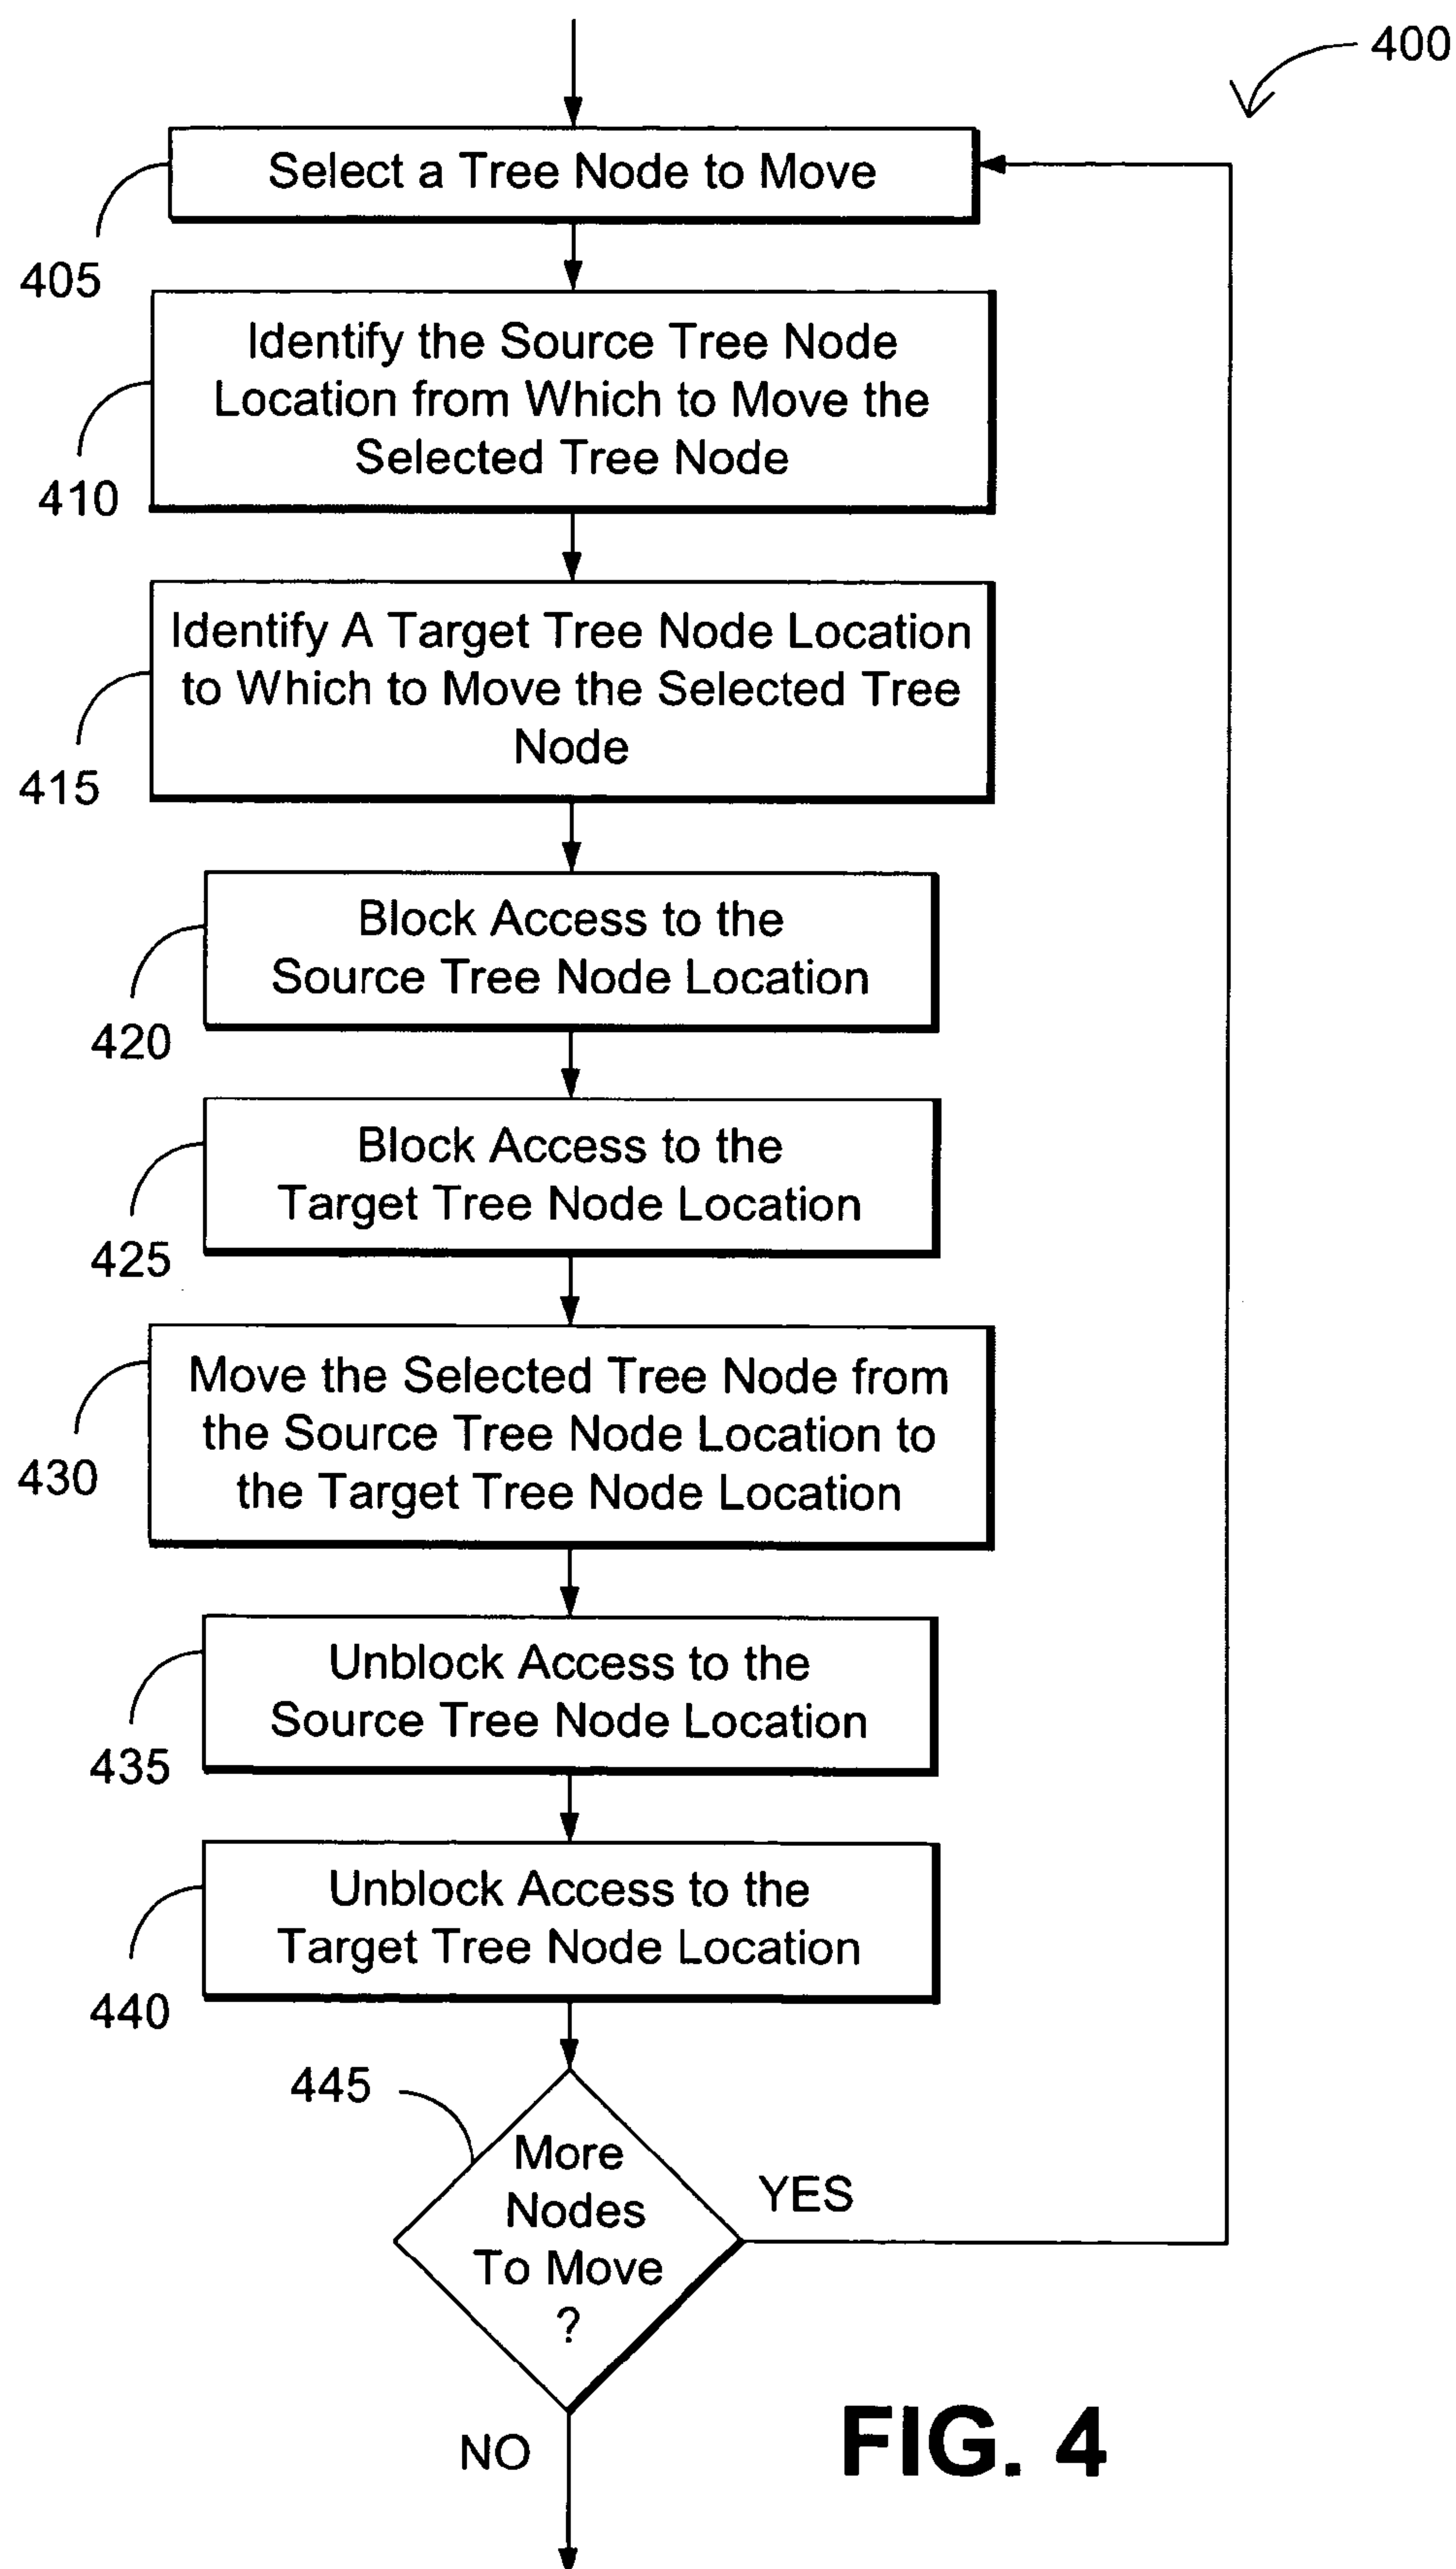 400
Select a Tree Node to Move
405
Identify the Source Tree Node
Location from Which to Move the
Selected Tree Node
410
Identify A Target Tree Node Location
to Which to Move the Selected Tree
Node
415
Block Access to the
Source Tree Node Location
420
Block Access to the
Target Tree Node Location
425
Move the Selected Tree Node from
the Source Tree Node Location to
the Target Tree Node Location
430
Unblock Access to the
Source Tree Node Location
435
Unblock Access to the
Target Tree Node Location
440
445
More
Nodes
To Move
?
YES
NO
FIG. 4